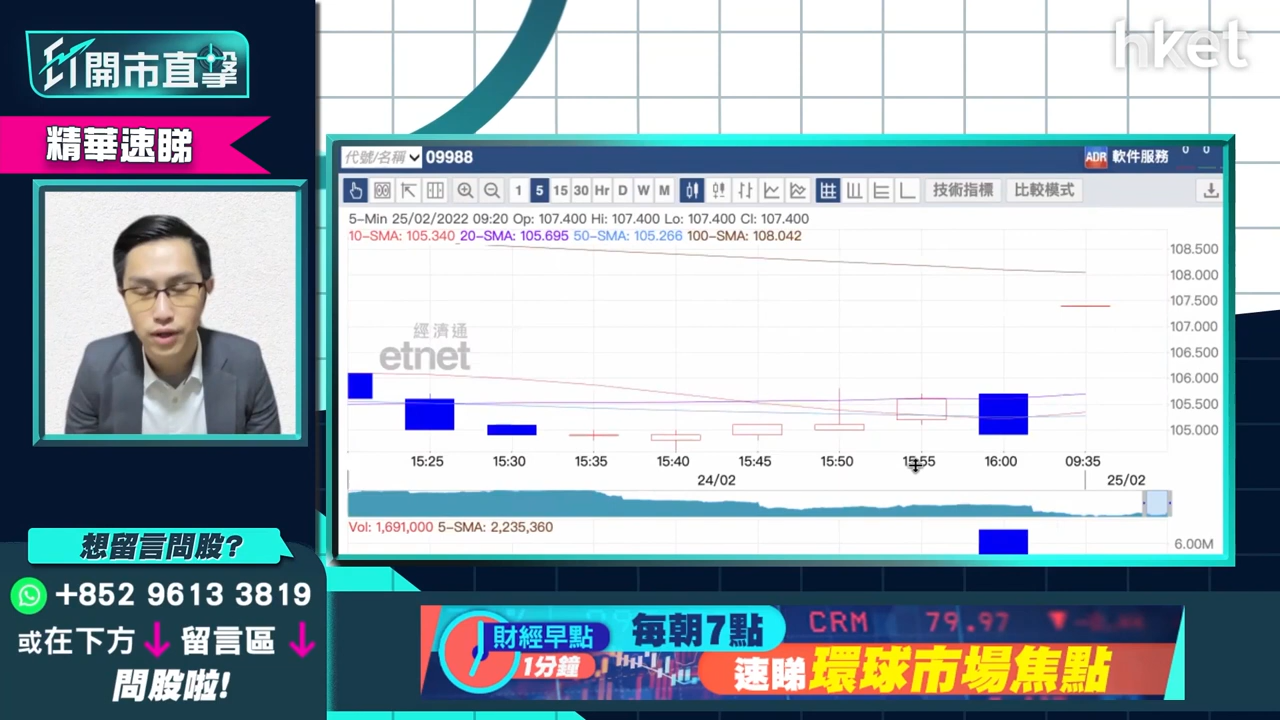 hket
ET開市直擊
精華速睇
代號/名稱 09988
ADR 軟件服務 0 0
1 5 15 30 Hr D W M 技術指標 比較模式
5-Min 25/02/2022 09:20 Op: 107.400 Hi: 107.400 Lo: 107.400 Cl: 107.400
10-SMA: 105.340 20-SMA: 105.695 50-SMA: 105.266 100-SMA: 108.042
108.500
108.000
107.500
107.000
106.500
106.000
105.500
105.000
經濟通
etnet
15:25 15:30 15:35 15:40 15:45 15:50 15:55 16:00 09:35
24/02 25/02
Vol: 1,691,000 5-SMA: 2,235,360
6.00M
想留言問股?
+852 9613 3819
或在下方 留言區
問股啦!
財經早點
1分鐘
每朝7點
速睇環球市場焦點
CRM 79.97